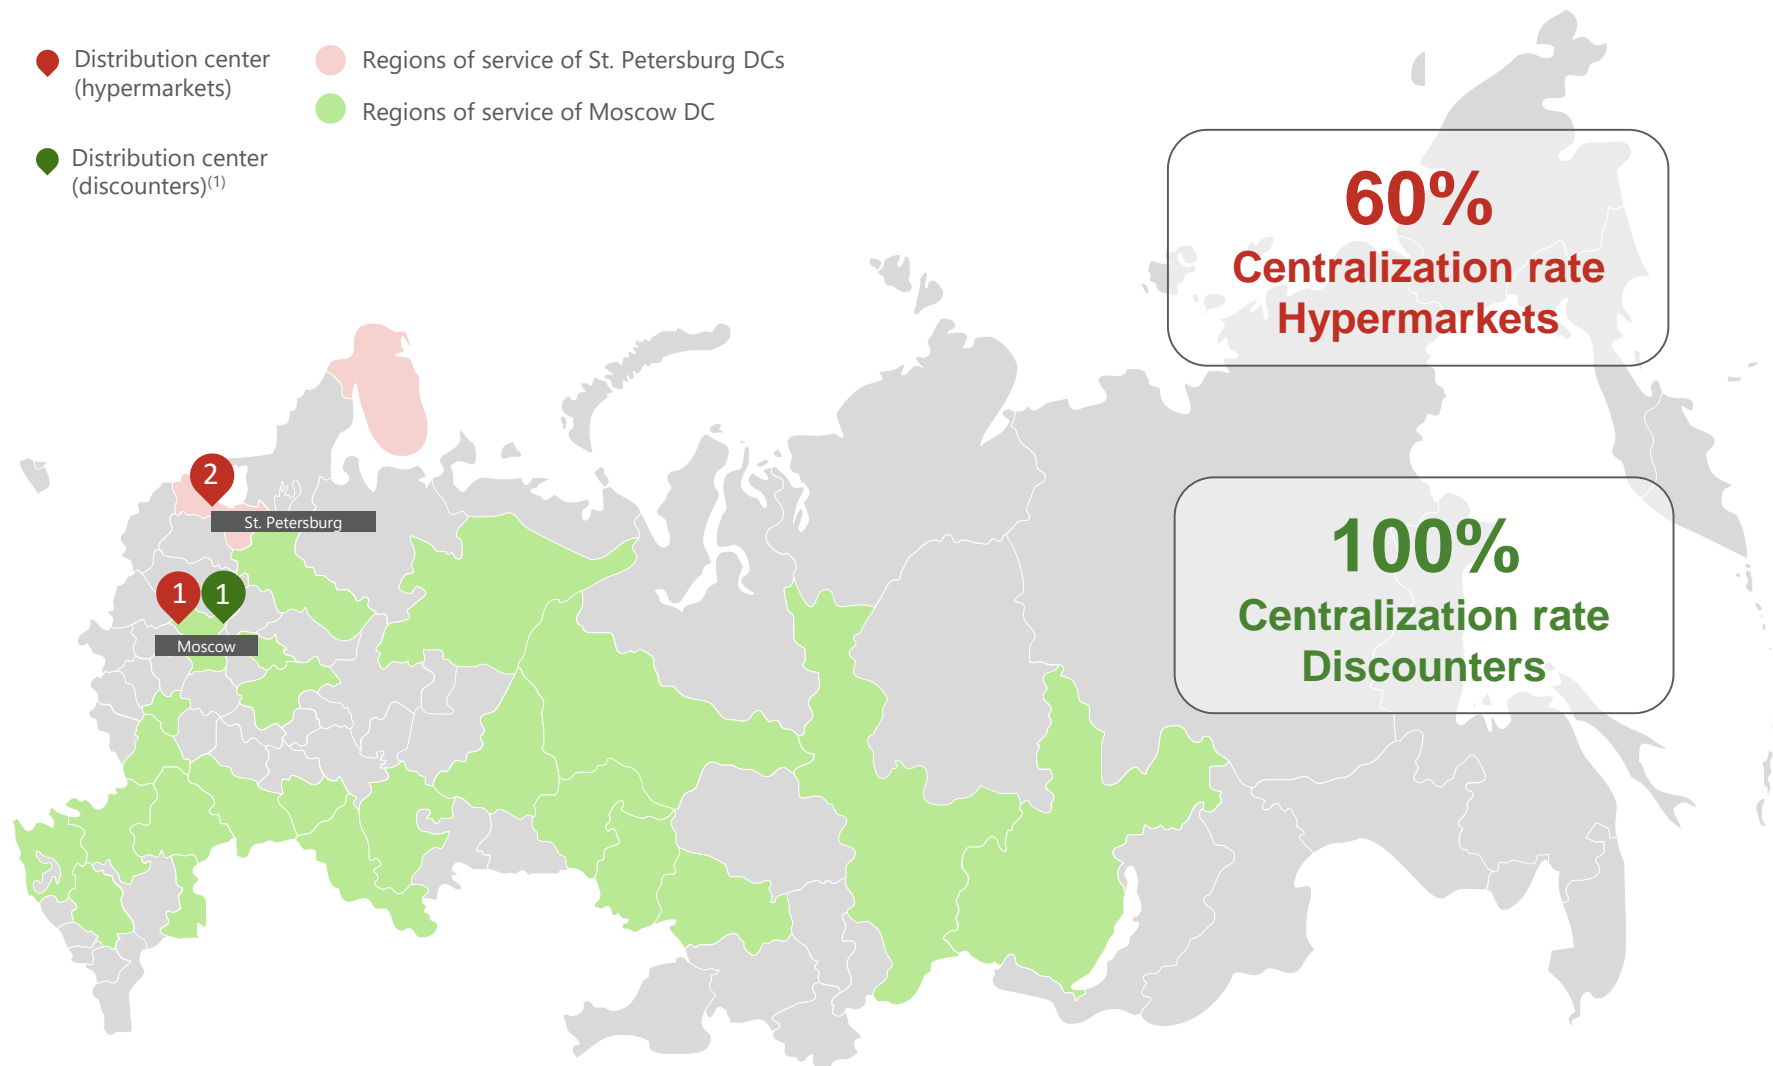 Distribution center
(hypermarkets)
Distribution center
(discounters)(1)
Regions of service of St. Petersburg DCs
Regions of service of Moscow DC
60%
Centralization rate
Hypermarkets
100%
Centralization rate
Discounters
2
St. Petersburg
1
1
Moscow